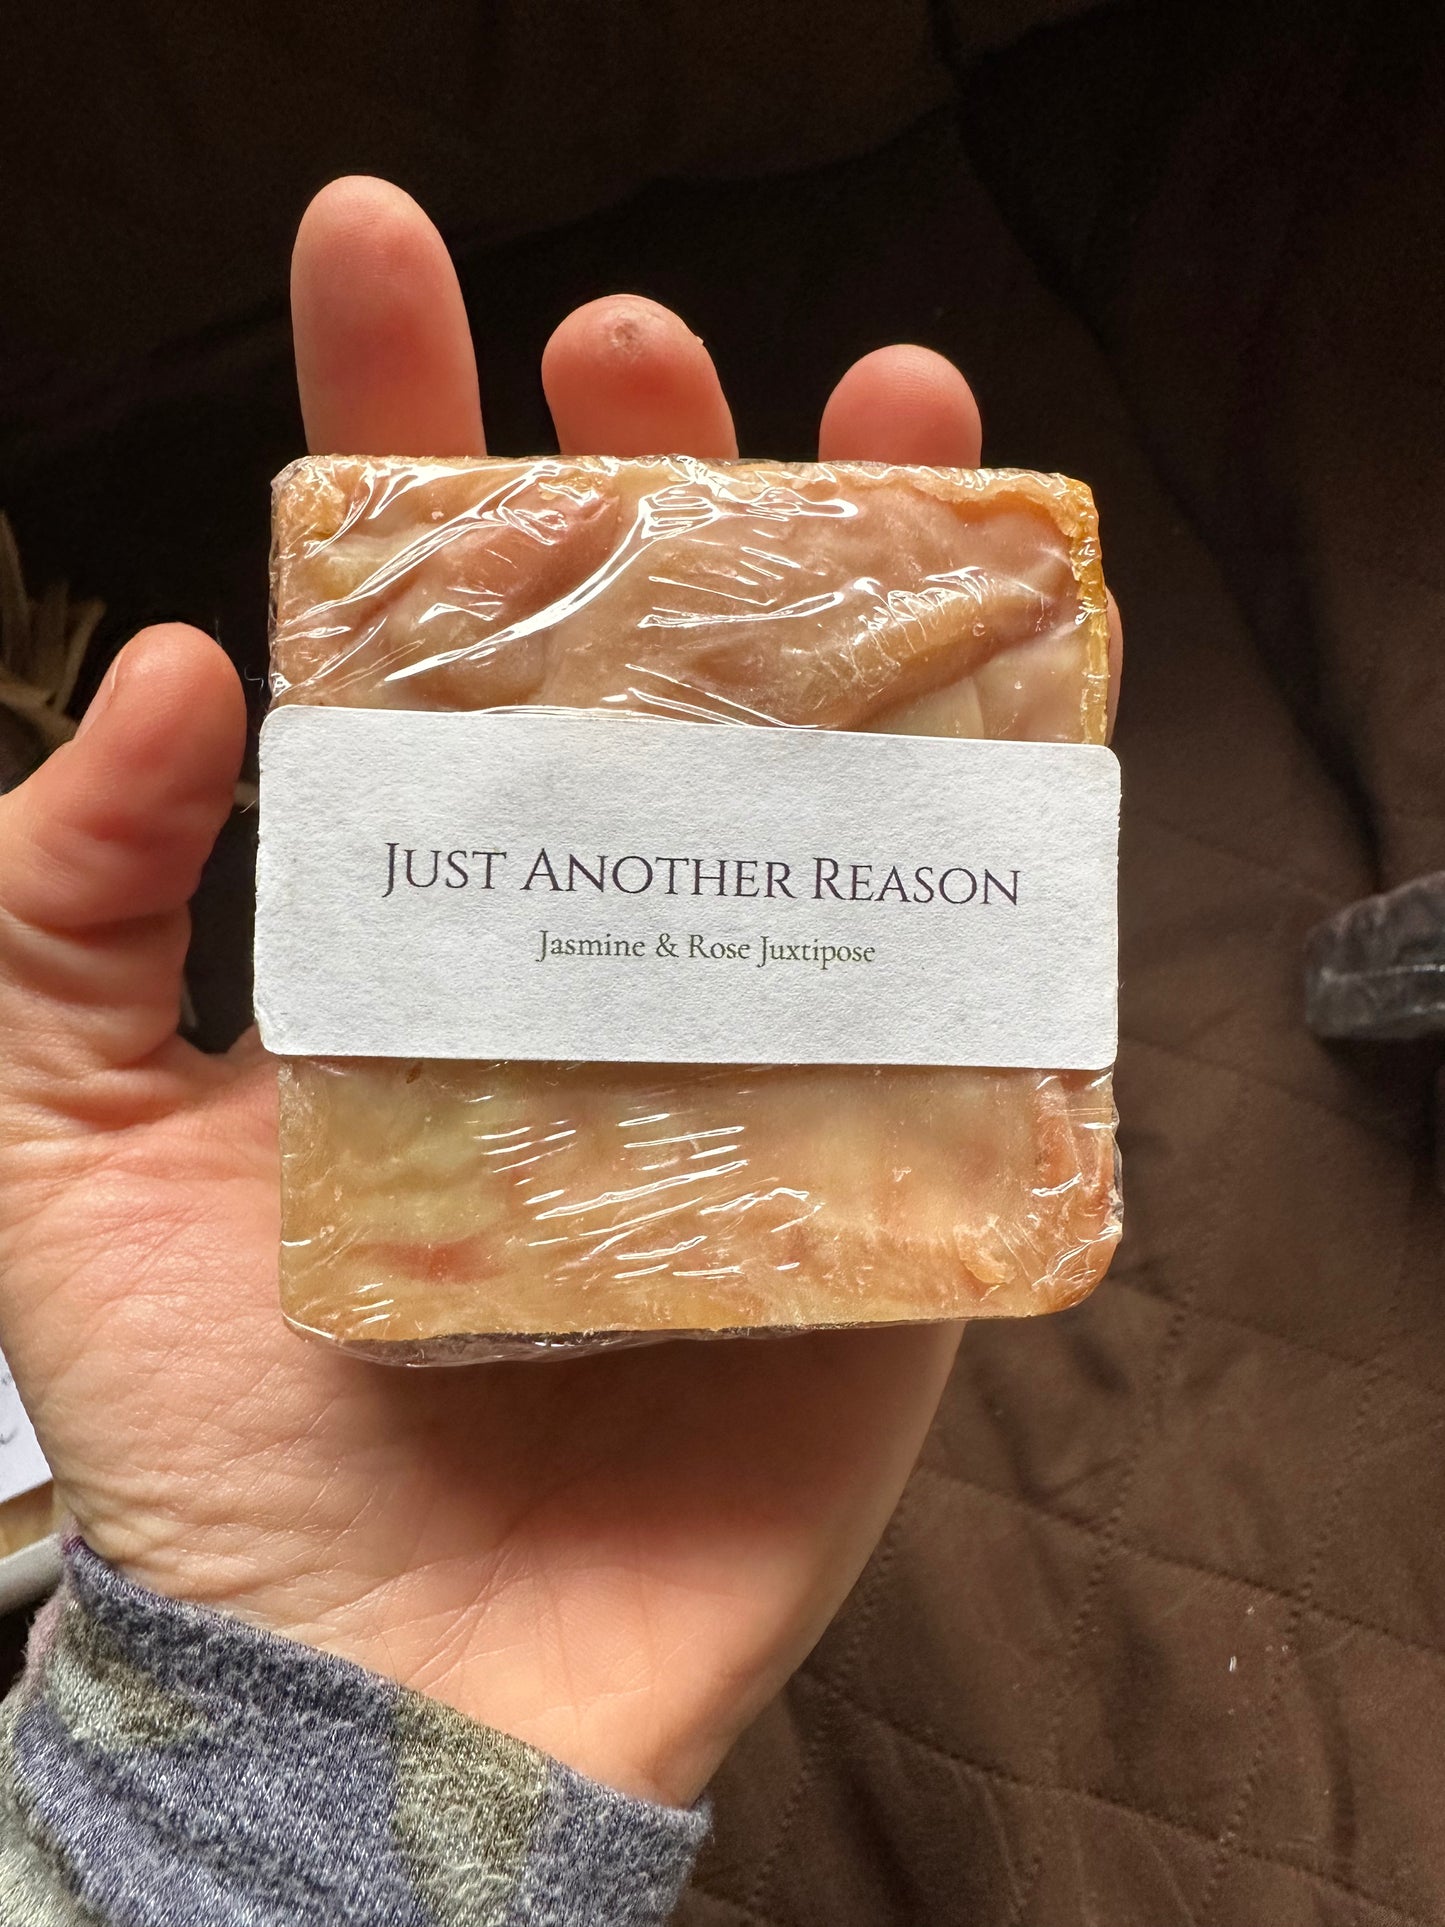 Just Another Reason
Jasmine & Rose Juxtipose